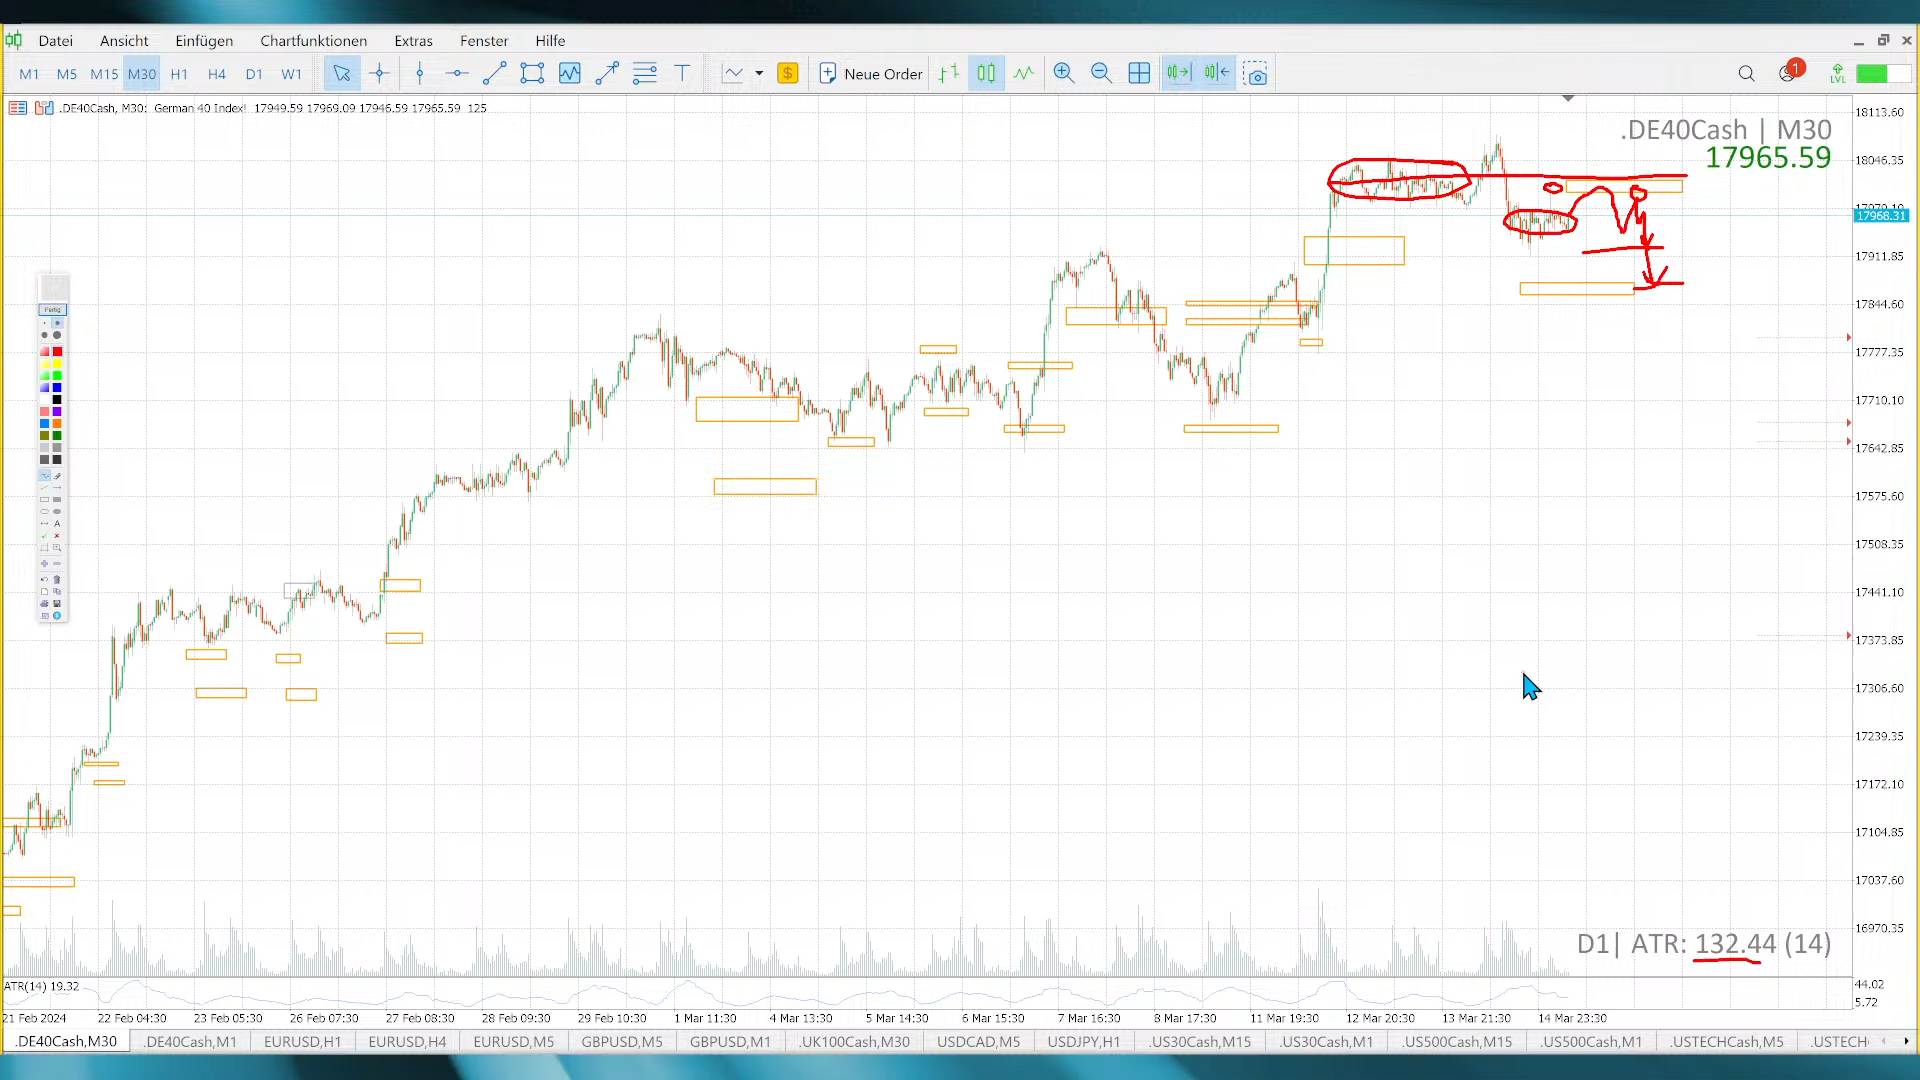 Datei Ansicht Einfügen Chartfunktionen Extras Fenster Hilfe
M1 M5 M15 M30 H1 H4 D1 W1 T $ Neue Order 1 LVL
.DE40Cash, M30: German 40 Index! 17949.59 17969.09 17946.59 17965.59 125
.DE40Cash | M30
17965.59
18113.60
18046.35
17979.10
17968.31
17911.85
17844.60
17777.35
17710.10
17642.85
17575.60
17508.35
17441.10
17373.85
17306.60
17239.35
17172.10
17104.85
17037.60
16970.35
Fertig
A
D1| ATR: 132.44 (14)
ATR(14) 19.32
44.02
5.72
21 Feb 2024 22 Feb 04:30 23 Feb 05:30 26 Feb 07:30 27 Feb 08:30 28 Feb 09:30 29 Feb 10:30 1 Mar 11:30 4 Mar 13:30 5 Mar 14:30 6 Mar 15:30 7 Mar 16:30 8 Mar 17:30 11 Mar 19:30 12 Mar 20:30 13 Mar 21:30 14 Mar 23:30
.DE40Cash,M30 .DE40Cash,M1 EURUSD,H1 EURUSD,H4 EURUSD,M5 GBPUSD,M5 GBPUSD,M1 .UK100Cash,M30 USDCAD,M5 USDJPY,H1 .US30Cash,M15 .US30Cash,M1 .US500Cash,M15 .US500Cash,M1 .USTECHCash,M5 .USTECH